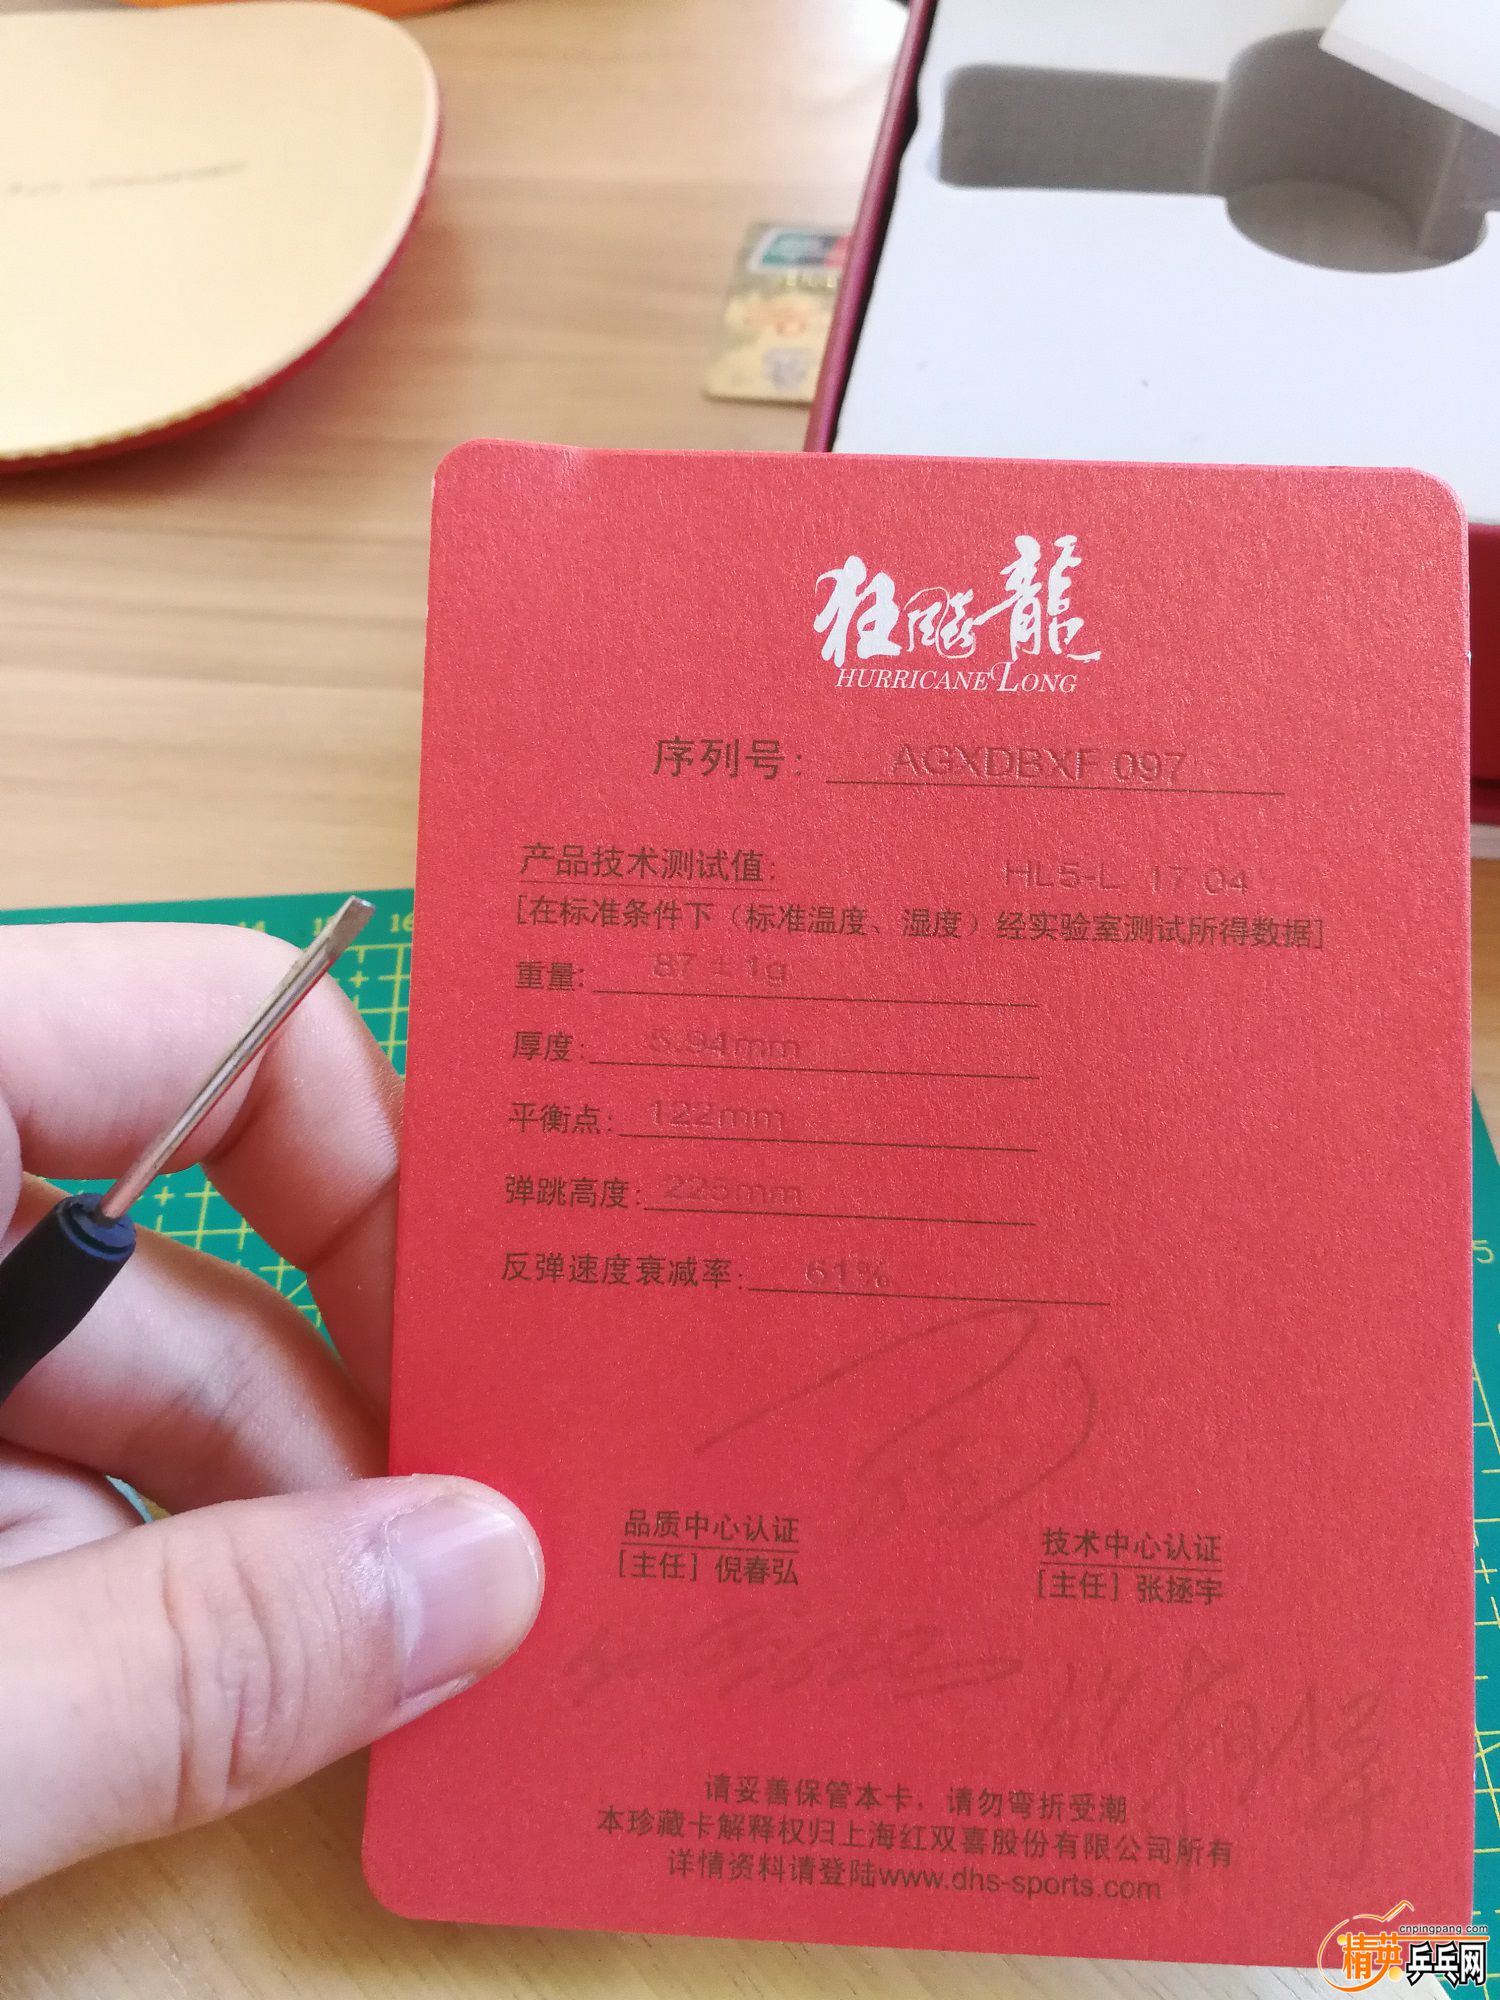 14
15
16
狂飚龍
HURRICANE LONG
序列号: AGXDBXF 097
产品技术测试值: HL5-L 17 04
[在标准条件下（标准温度、湿度）经实验室测试所得数据]
重量: 87±1g
厚度: 5.94mm
平衡点: 122mm
弹跳高度: 225mm
反弹速度衰减率: 61%
5
品质中心认证
[主任] 倪春弘
技术中心认证
[主任] 张拯宇
请妥善保管本卡，请勿弯折受潮
本珍藏卡解释权归上海红双喜股份有限公司所有
详情资料请登陆www.dhs-sports.com
cnpingpang.com
精英乒乓网